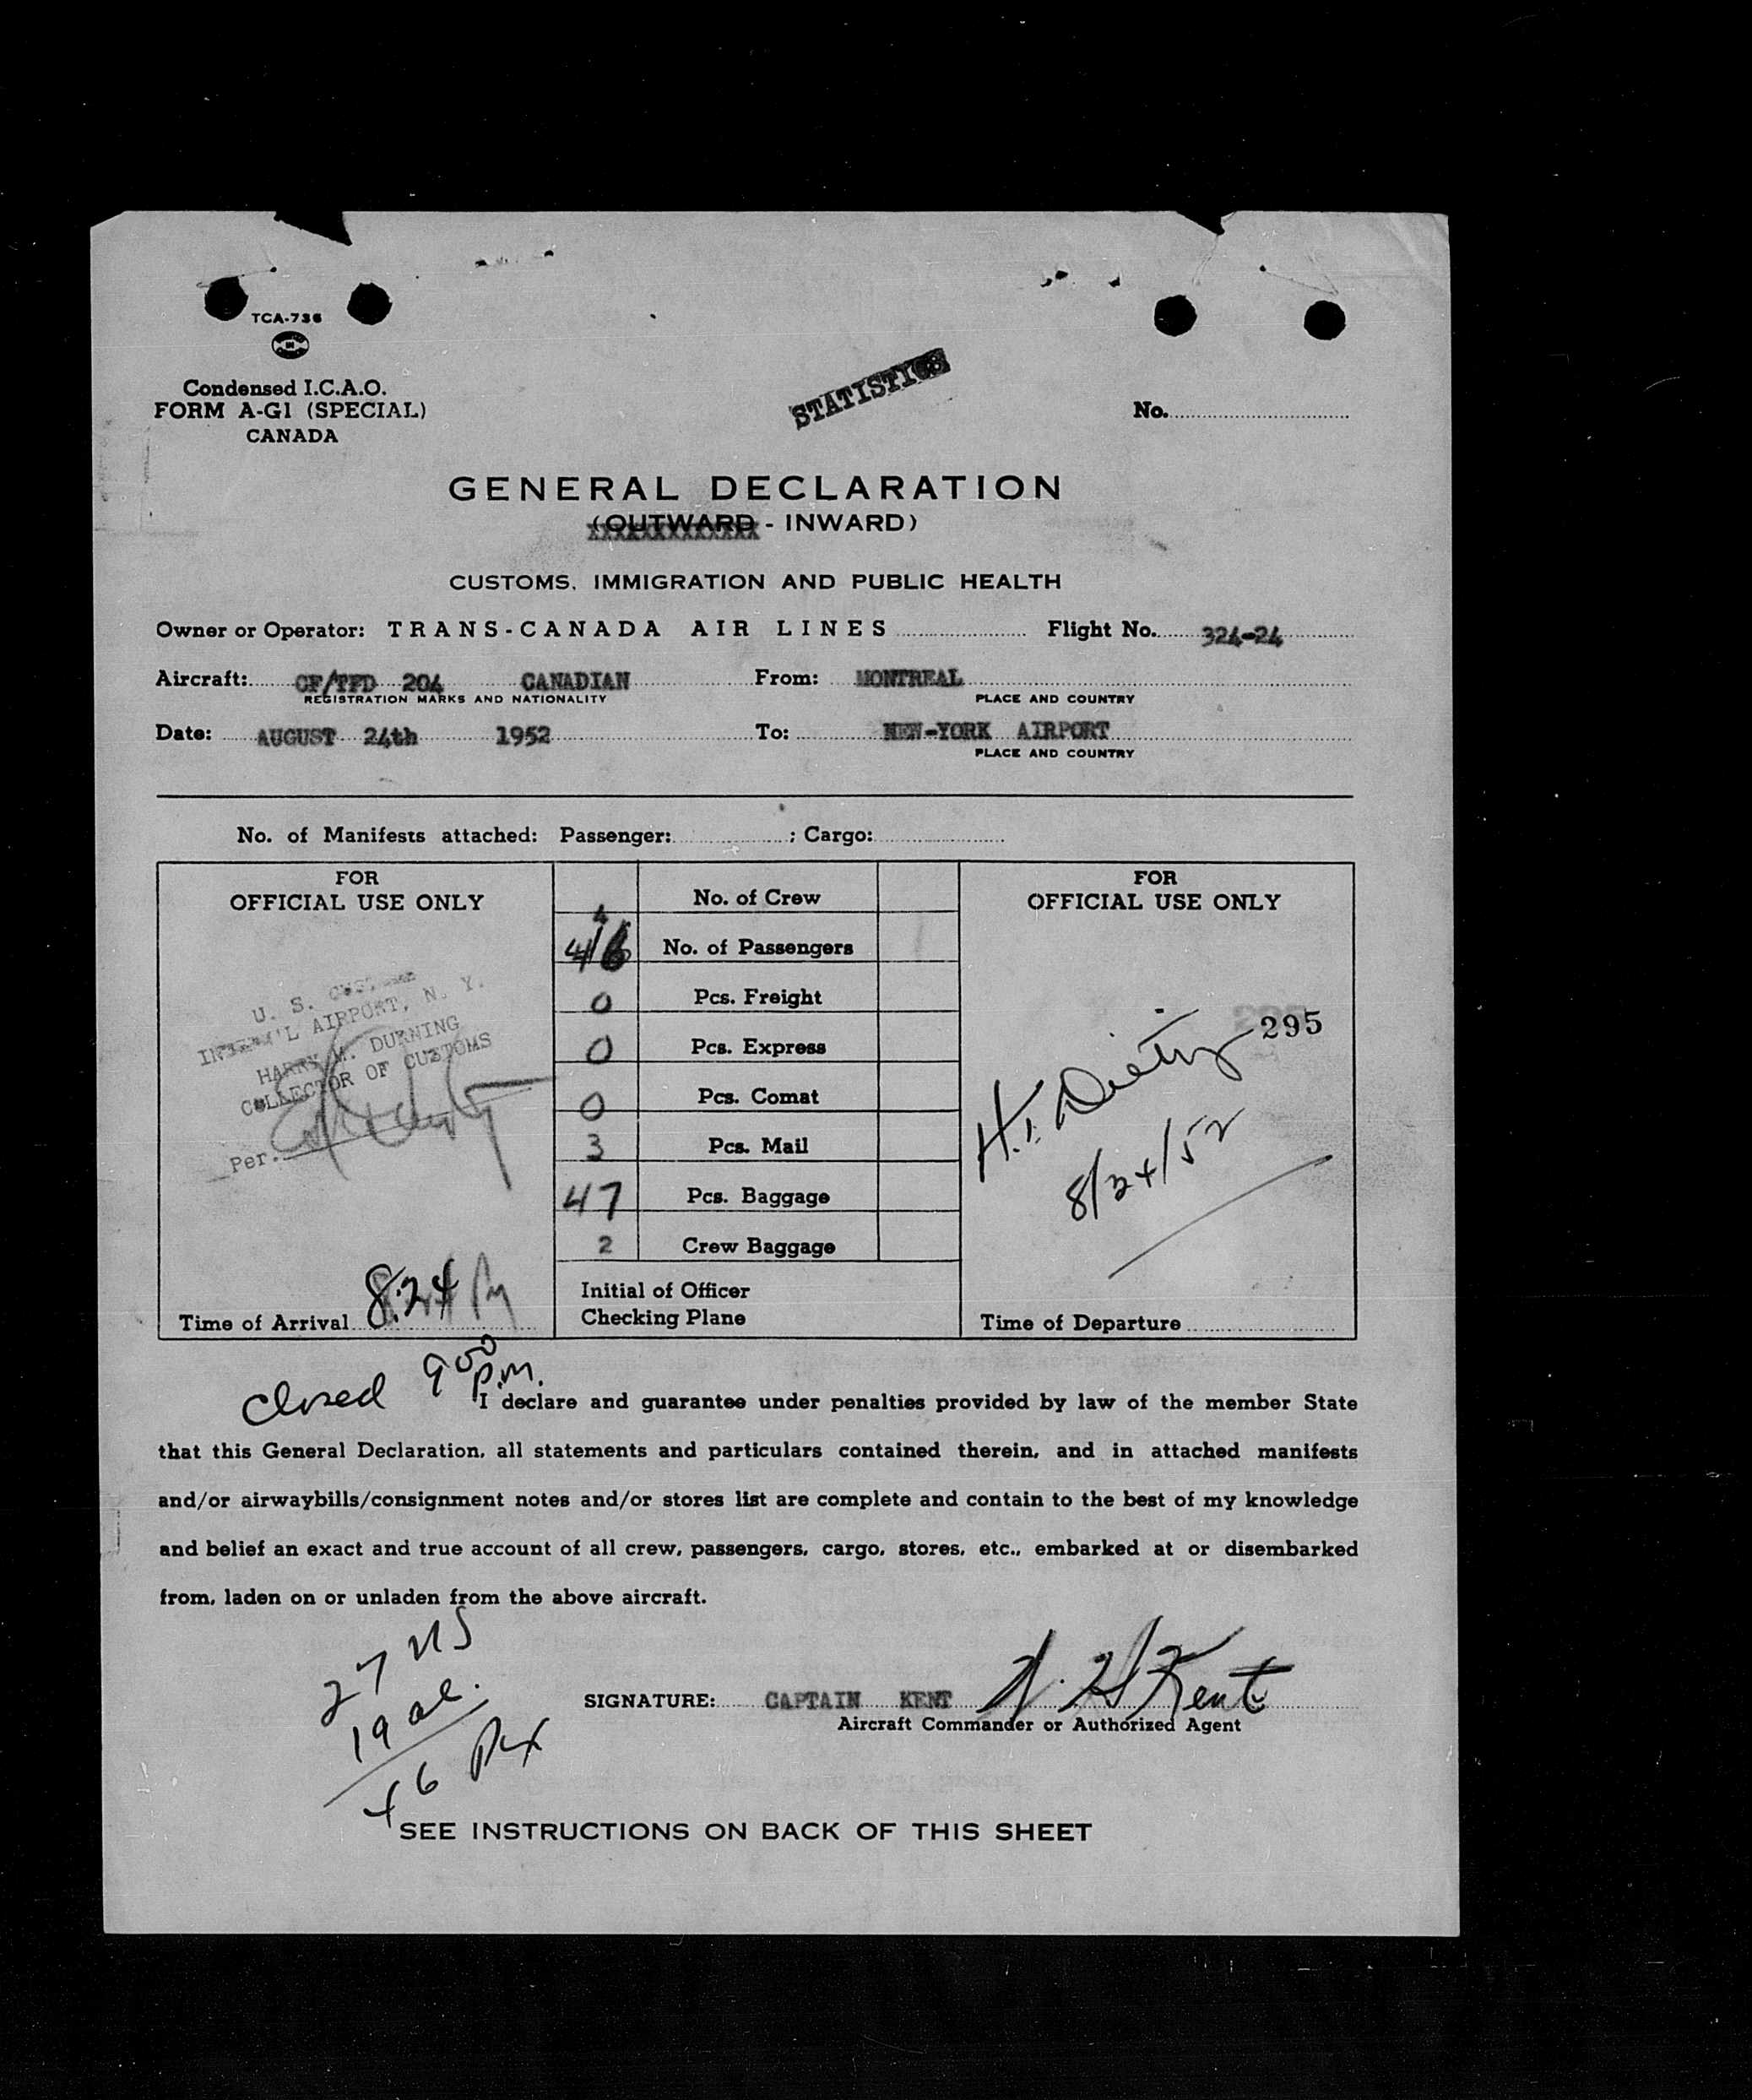 TCA-736
Condensed I.C.A.O.
FORM A-G1 (SPECIAL)
CANADA
STATISTICS
No.
GENERAL DECLARATION
(OUTWARD - INWARD)
CUSTOMS, IMMIGRATION AND PUBLIC HEALTH
Owner or Operator: TRANS-CANADA AIR LINES Flight No. 324-24
Aircraft: CF/TFD 204 CANADIAN From: MONTREAL
REGISTRATION MARKS AND NATIONALITY PLACE AND COUNTRY
Date: AUGUST 24th 1952 To: NEW-YORK AIRPORT
PLACE AND COUNTRY
No. of Manifests attached: Passenger: ; Cargo:
FOR
OFFICIAL USE ONLY
U. S. CUSTOMS
INTERN'L AIRPORT, N. Y.
HARRY M. DURNING
COLLECTOR OF CUSTOMS
Per.
Time of Arrival 8:24 PM
4 No. of Crew
46 No. of Passengers
0 Pcs. Freight
0 Pcs. Express
0 Pcs. Comat
3 Pcs. Mail
47 Pcs. Baggage
2 Crew Baggage
Initial of Officer
Checking Plane
FOR
OFFICIAL USE ONLY
295
H. Dietz
8/24/52
Time of Departure
Closed 9 00 P.M.
I declare and guarantee under penalties provided by law of the member State
that this General Declaration, all statements and particulars contained therein, and in attached manifests
and/or airwaybills/consignment notes and/or stores list are complete and contain to the best of my knowledge
and belief an exact and true account of all crew, passengers, cargo, stores, etc., embarked at or disembarked
from, laden on or unladen from the above aircraft.
27 US
19 al.
46 Pax
SIGNATURE: CAPTAIN KENT H Kent
Aircraft Commander or Authorized Agent
SEE INSTRUCTIONS ON BACK OF THIS SHEET